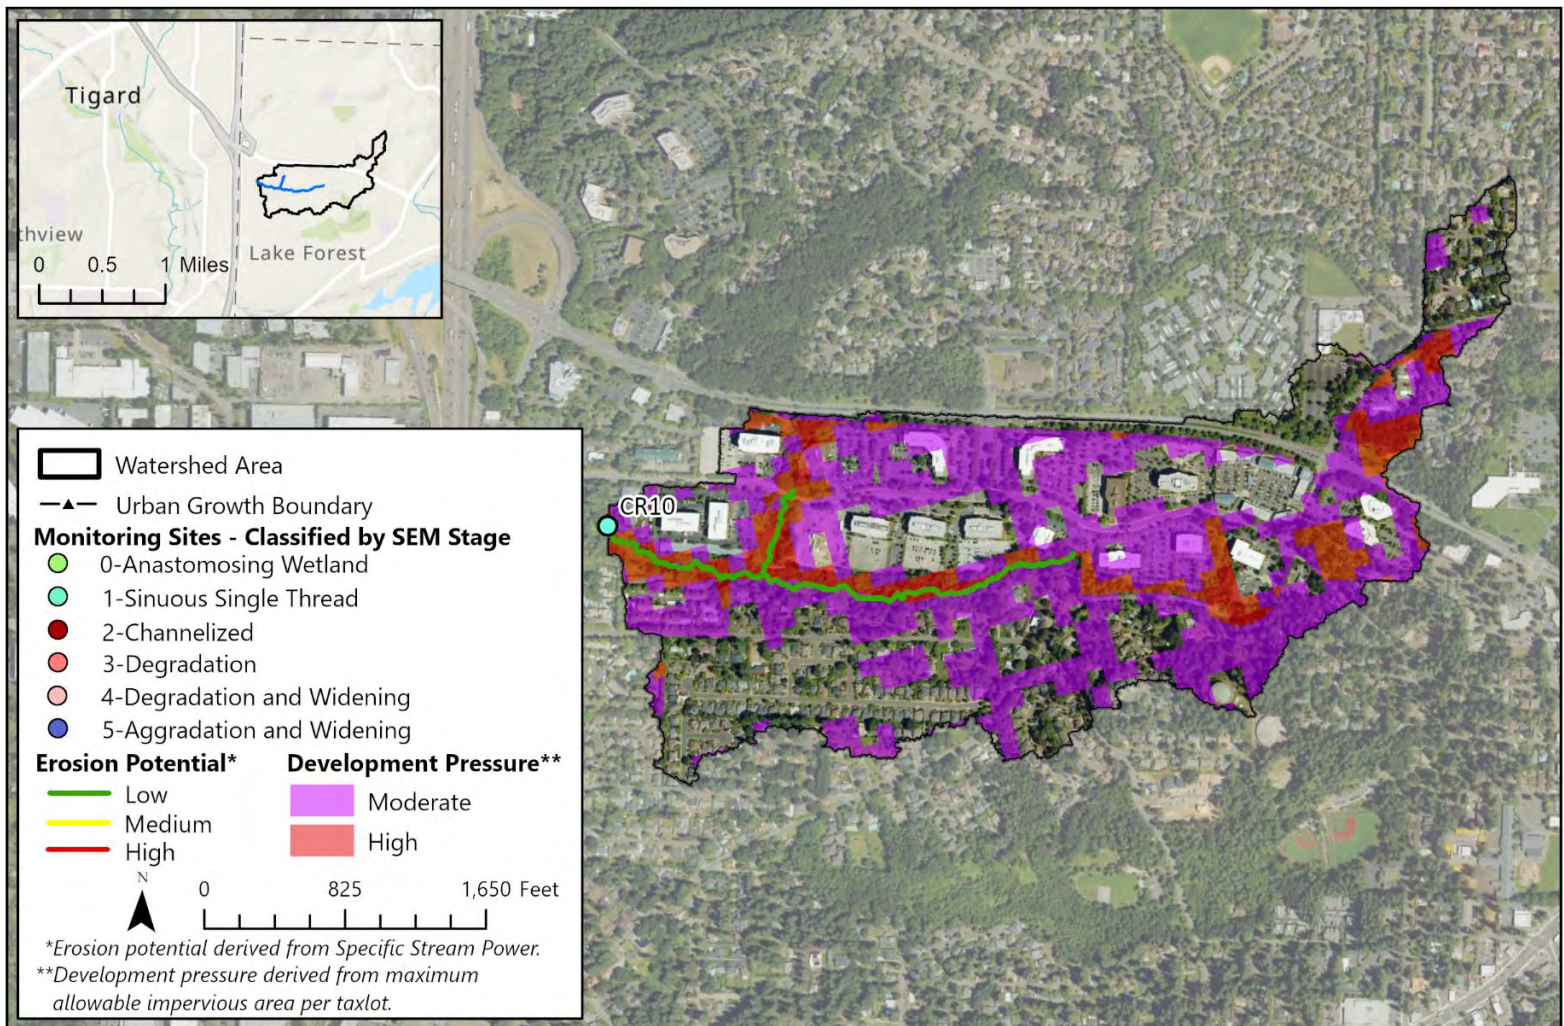 Tigard
thview
Lake Forest
0 0.5 1 Miles
CR10
Watershed Area
Urban Growth Boundary
Monitoring Sites - Classified by SEM Stage
0-Anastomosing Wetland
1-Sinuous Single Thread
2-Channelized
3-Degradation
4-Degradation and Widening
5-Aggradation and Widening
Erosion Potential*
Low
Medium
High
Development Pressure**
Moderate
High
N
0 825 1,650 Feet
*Erosion potential derived from Specific Stream Power.
**Development pressure derived from maximum
allowable impervious area per taxlot.